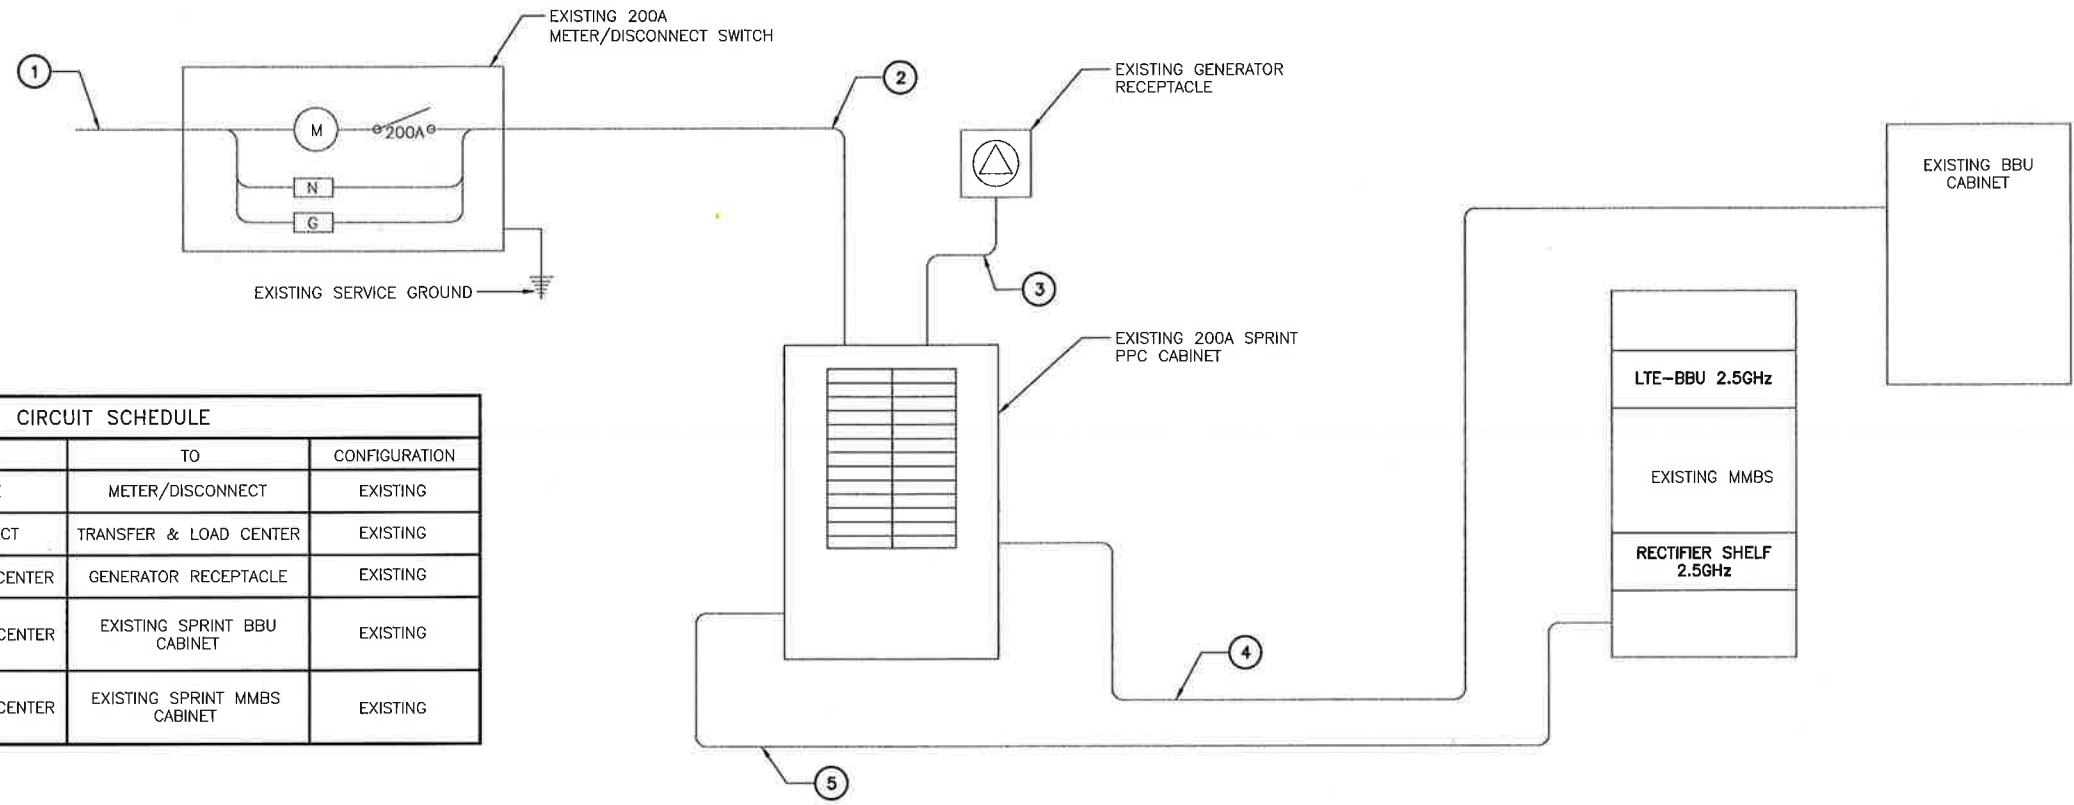 EXISTING 200A
METER/DISCONNECT SWITCH
1
M
200A
N
G
EXISTING SERVICE GROUND
2
EXISTING GENERATOR
RECEPTACLE
3
EXISTING 200A SPRINT
PPC CABINET
EXISTING BBU
CABINET
LTE-BBU 2.5GHz
EXISTING MMBS
RECTIFIER SHELF
2.5GHz
4
5
CIRCUIT SCHEDULE
TO CONFIGURATION
METER/DISCONNECT EXISTING
CT TRANSFER & LOAD CENTER EXISTING
CENTER GENERATOR RECEPTACLE EXISTING
CENTER EXISTING SPRINT BBU
CABINET EXISTING
CENTER EXISTING SPRINT MMBS
CABINET EXISTING